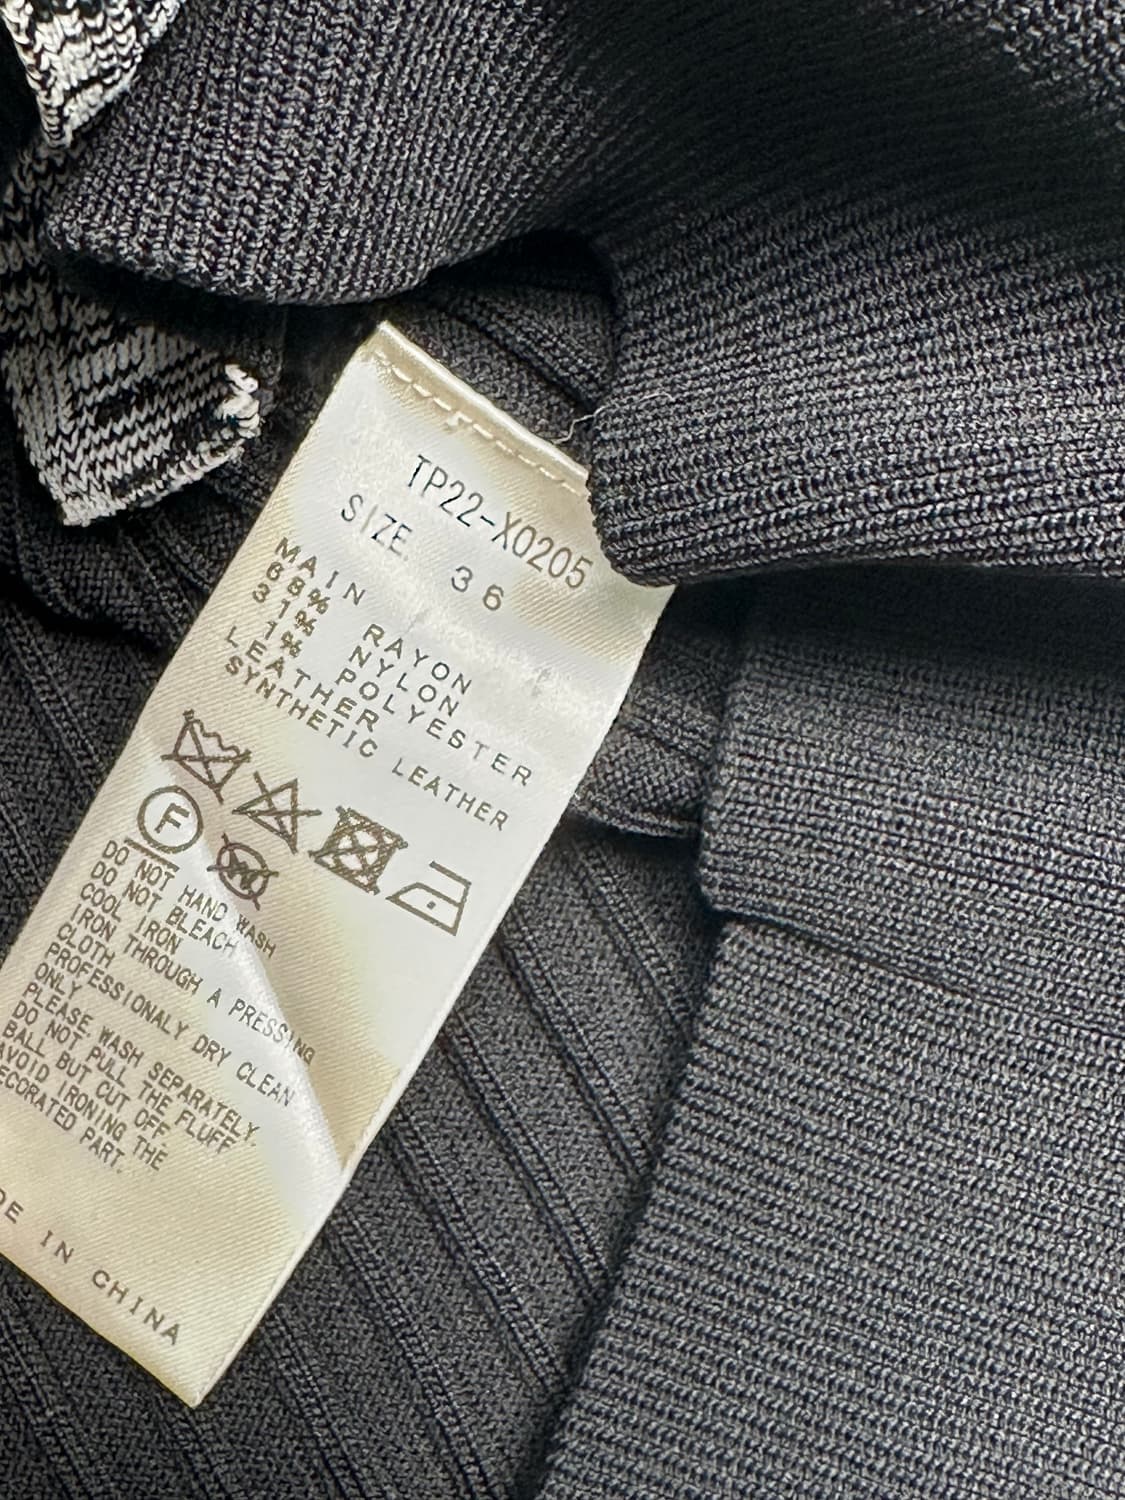 TP22-X0205
SIZE 36
MAIN
68% RAYON
31% NYLON
1% POLYESTER
LEATHER
SYNTHETIC LEATHER
F
W
DO NOT HAND WASH
DO NOT BLEACH
COOL IRON
IRON THROUGH A PRESSING
CLOTH
PROFESSIONALY DRY CLEAN
ONLY
PLEASE WASH SEPARATELY.
DO NOT PULL THE FLUFF
BALL BUT CUT OFF.
AVOID IRONING THE
ECORATED PART.
DE IN CHINA